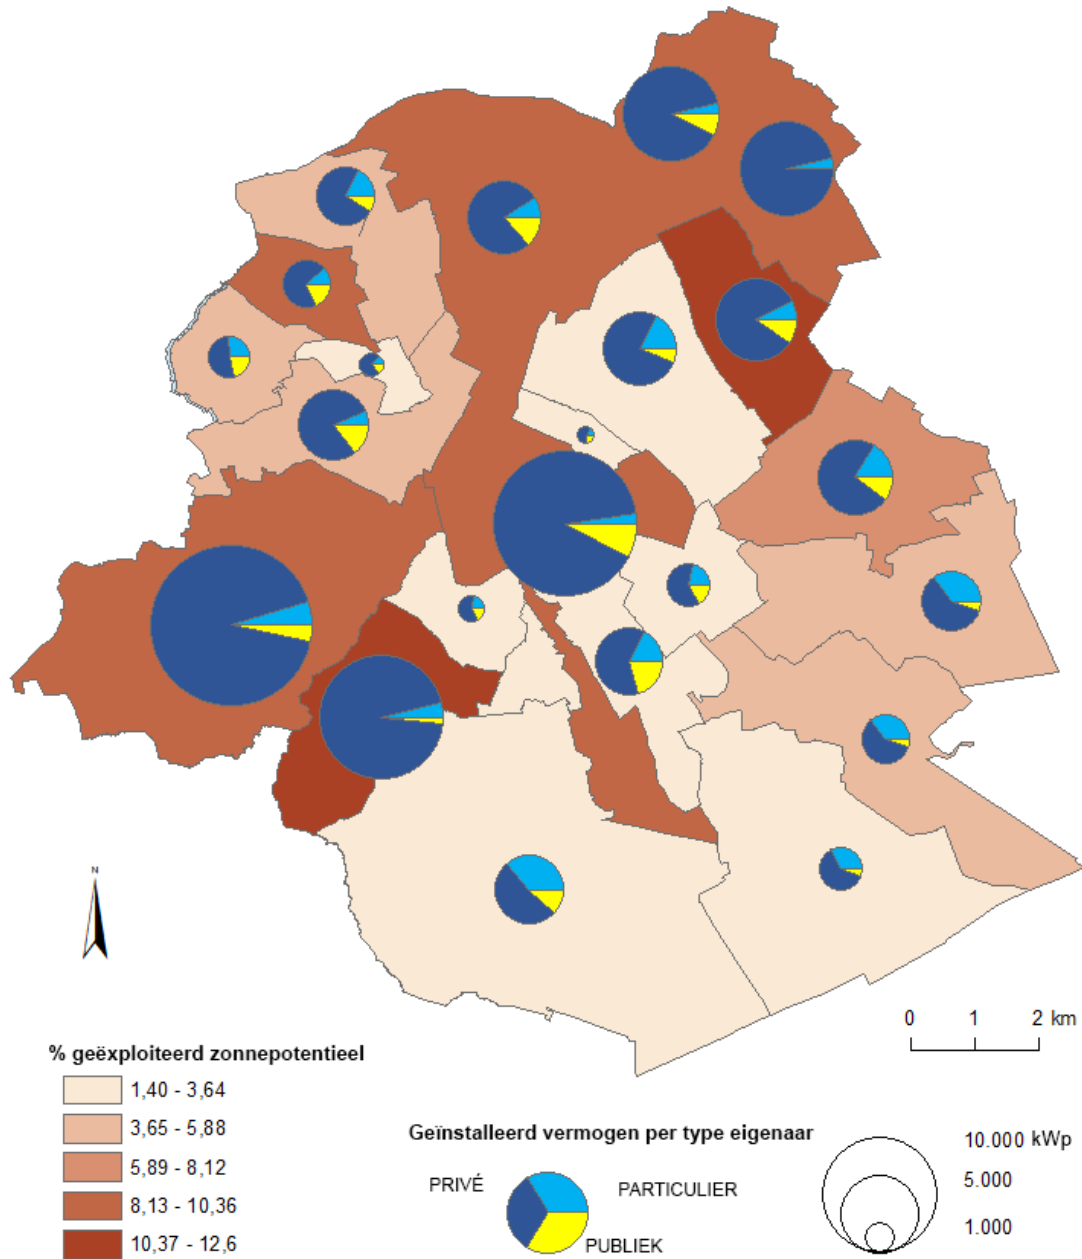 N
0 1 2 km
% geëxploiteerd zonnepotentieel
1,40 - 3,64
3,65 - 5,88
5,89 - 8,12
8,13 - 10,36
10,37 - 12,6
Geïnstalleerd vermogen per type eigenaar
PRIVÉ
PARTICULIER
PUBLIEK
10.000 kWp
5.000
1.000